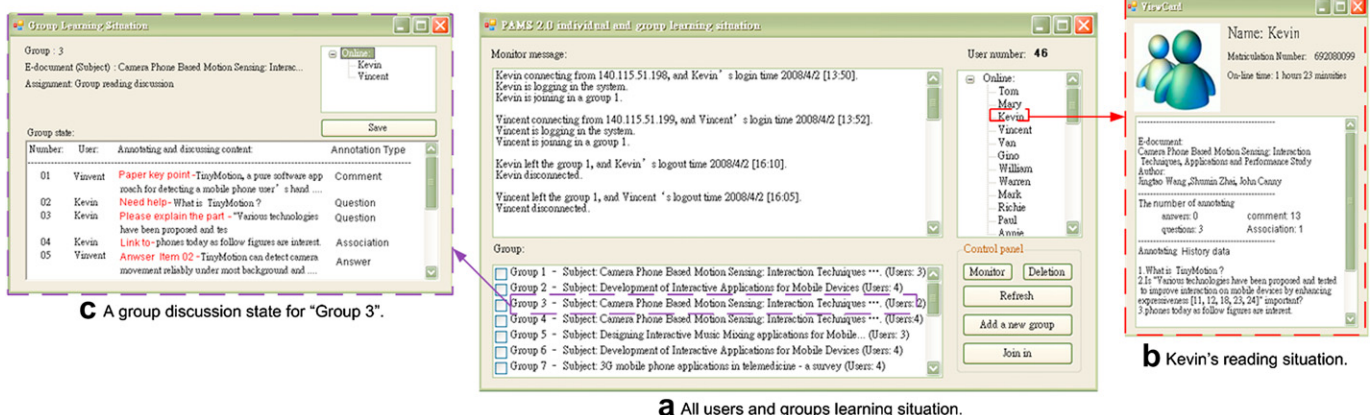 Group Learning Situation
Group : 3
E-document (Subject) : Camera Phone Based Motion Sensing: Interac...
Assignment: Group reading discussion
Online:
Kevin
Vincent
Save
Group state:
Number: User: Annotating and discussing content: Annotation Type
01 Vinvent Paper key point -TinyMotion, a pure software app Comment
roach for detecting a mobile phone user’ s hand ....
02 Kevin Need help- What is TinyMotion ? Question
03 Kevin Please explain the part - "Various technologies Question
have been proposed and tes
04 Kevin Link to- phones today as follow figures are interest. Association
05 Vinvent Anwser Item 02 -TinyMotion can detect camera Answer
movement reliably under most background and ....
C A group discussion state for “Group 3”.
PAMS 2.0 individual and group learning situation
Monitor message:
User number: 46
Kevin connecting from 140.115.51.198, and Kevin’ s login time 2008/4/2 [13:50].
Kevin is logging in the system.
Kevin is joining in a group 1.
Vincent connecting from 140.115.51.199, and Vincent’ s login time 2008/4/2 [13:52].
Vincent is logging in the system.
Vincent is joining in a group 1.
Kevin left the group 1, and Kevin’ s logout time 2008/4/2 [16:10].
Kevin disconnected.
Vincent left the group 1, and Vincent ‘s logout time 2008/4/2 [16:05].
Vincent disconnected.
Online:
Tom
Mary
Kevin
Vincent
Van
Gino
William
Warren
Mark
Richie
Paul
Annie
Group:
Group 1 - Subject: Camera Phone Based Motion Sensing: Interaction Techniques ···. (Users: 3)
Group 2 - Subject: Development of Interactive Applications for Mobile Devices (Users: 4)
Group 3 - Subject: Camera Phone Based Motion Sensing: Interaction Techniques ···. (Users: 2)
Group 4 - Subject: Camera Phone Based Motion Sensing: Interaction Techniques ···. (Users:4)
Group 5 - Subject: Designing Interactive Music Mixing applications for Mobile... (Users: 3)
Group 6 - Subject: Development of Interactive Applications for Mobile Devices (Users: 4)
Group 7 - Subject: 3G mobile phone applications in telemedicine - a survey (Users: 4)
Control panel
Monitor Deletion
Refresh
Add a new group
Join in
a All users and groups learning situation.
ViewCard
Name: Kevin
Matriculation Number: 692080099
On-line time: 1 hours 23 minuties
E-document:
Camera Phone Based Motion Sensing: Interaction
Techniques, Applications and Performance Study
Author:
Jingtao Wang ,Shumin Zhai, John Canny
The number of annotating
answers: 0 comment: 13
questions: 3 Association: 1
Annotating History data
1.What is TinyMotion ?
2.Is "Various technologies have been proposed and tested
to improve interaction on mobile devices by enhancing
expressiveness [11, 12, 18, 23, 24]" important?
3.phones today as follow figures are interest.
b Kevin’s reading situation.